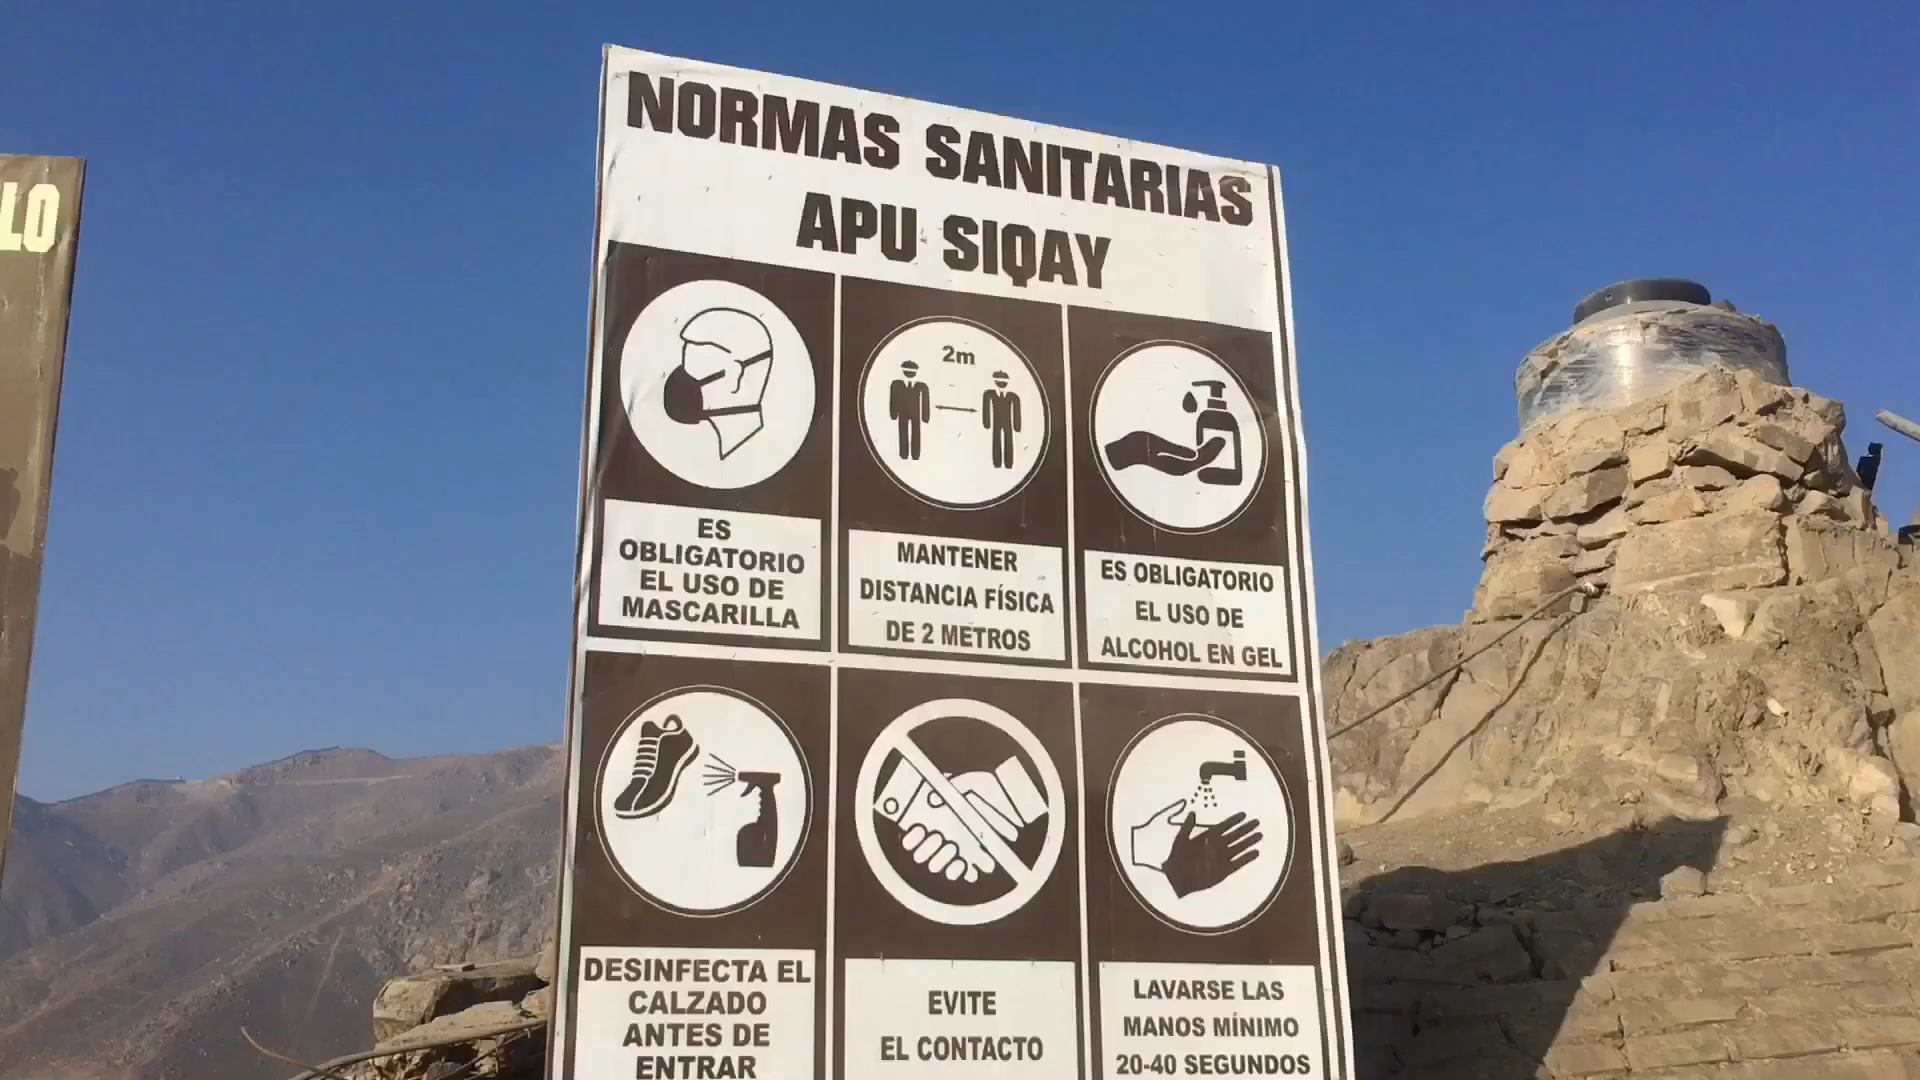 LO
NORMAS SANITARIAS
APU SIQAY
ES
OBLIGATORIO
EL USO DE
MASCARILLA
2m
MANTENER
DISTANCIA FÍSICA
DE 2 METROS
ES OBLIGATORIO
EL USO DE
ALCOHOL EN GEL
DESINFECTA EL
CALZADO
ANTES DE
ENTRAR
EVITE
EL CONTACTO
LAVARSE LAS
MANOS MÍNIMO
20-40 SEGUNDOS